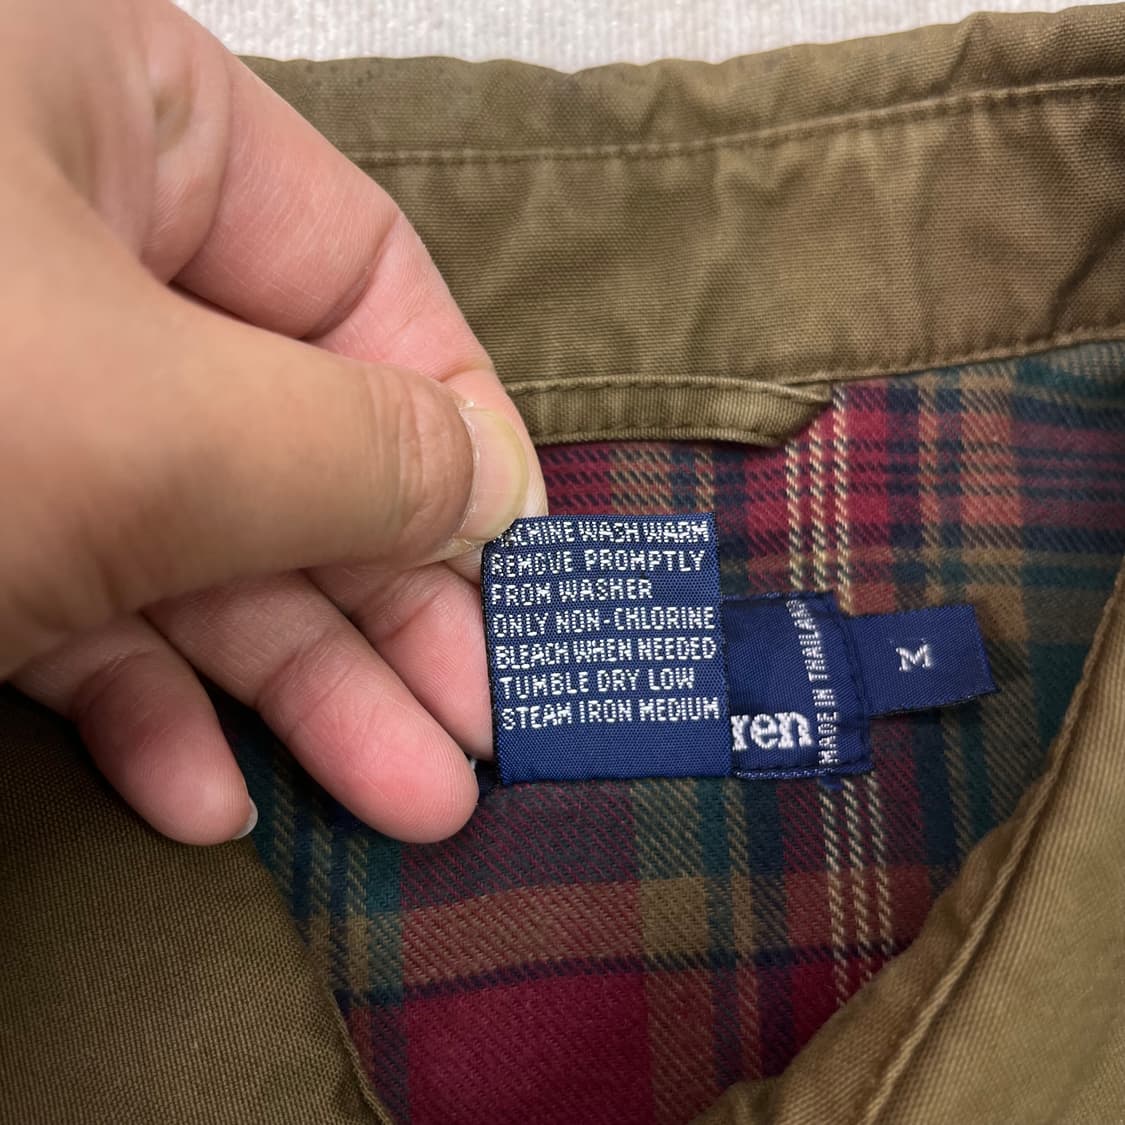 MACHINE WASH WARM
REMOVE PROMPTLY
FROM WASHER
ONLY NON-CHLORINE
BLEACH WHEN NEEDED
TUMBLE DRY LOW
STEAM IRON MEDIUM
ren
MADE IN THAILAND
M